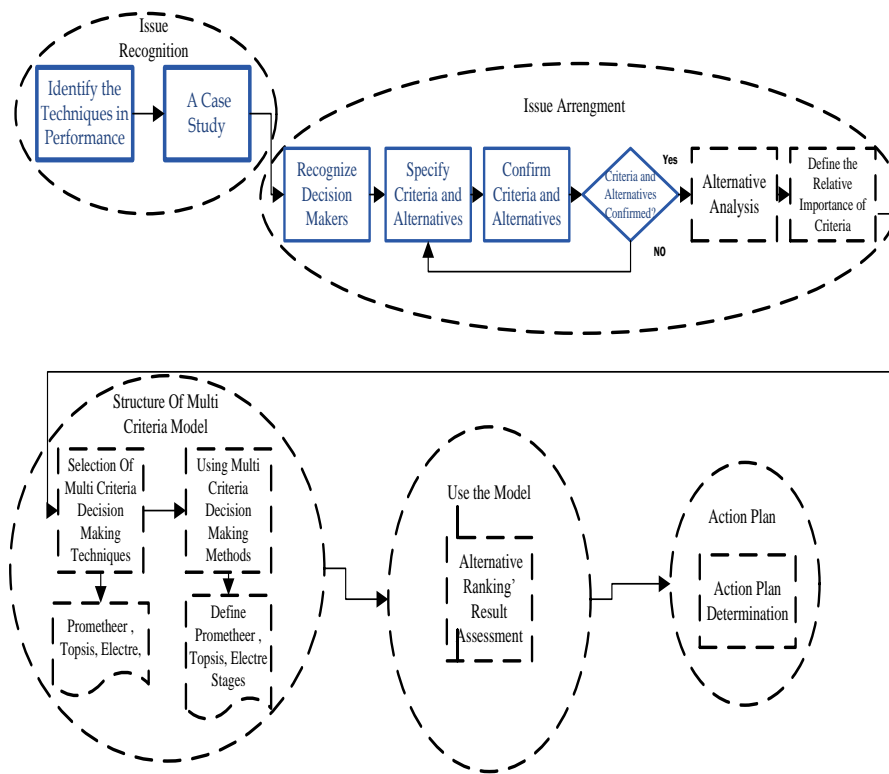 Issue
Recognition
Identify the
Techniques in
Performance
A Case
Study
Issue Arrengment
Recognize
Decision
Makers
Specify
Criteria and
Alternatives
Confirm
Criteria and
Alternatives
Criteria and
Alternatives
Confirmed?
Yes
NO
Alternative
Analysis
Define the
Relative
Importance of
Criteria
Structure Of Multi
Criteria Model
Selection Of
Multi Criteria
Decision
Making
Techniques
Using Multi
Criteria
Decision
Making
Methods
Prometheer ,
Topsis, Electre,
Define
Prometheer ,
Topsis, Electre
Stages
Use the Model
Alternative
Ranking’
Result
Assessment
Action Plan
Action Plan
Determination